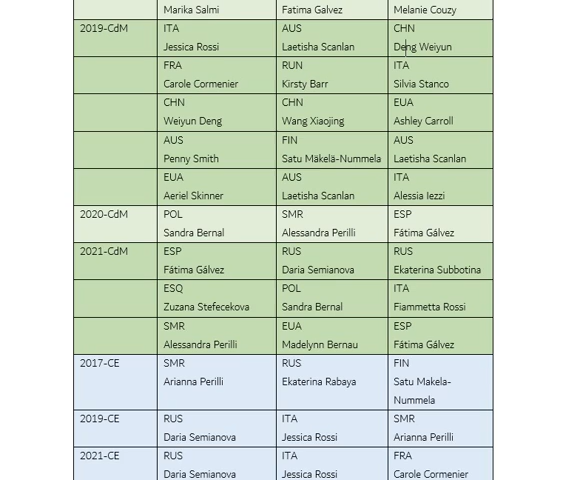 Marika Salmi Fatima Galvez Melanie Couzy
2019-CdM ITA AUS CHN
Jessica Rossi Laetisha Scanlan Deng Weiyun
FRA RUN ITA
Carole Cormenier Kirsty Barr Silvia Stanco
CHN CHN EUA
Weiyun Deng Wang Xiaojing Ashley Carroll
AUS FIN AUS
Penny Smith Satu Mäkelä-Nummela Laetisha Scanlan
EUA AUS ITA
Aeriel Skinner Laetisha Scanlan Alessia Iezzi
2020-CdM POL SMR ESP
Sandra Bernal Alessandra Perilli Fátima Gálvez
2021-CdM ESP RUS RUS
Fátima Gálvez Daria Semianova Ekaterina Subbotina
ESQ POL ITA
Zuzana Stefecekova Sandra Bernal Fiammetta Rossi
SMR EUA ESP
Alessandra Perilli Madelynn Bernau Fátima Gálvez
2017-CE SMR RUS FIN
Arianna Perilli Ekaterina Rabaya Satu Makela-
Nummela
2019-CE RUS ITA SMR
Daria Semianova Jessica Rossi Arianna Perilli
2021-CE RUS ITA FRA
Daria Semianova Jessica Rossi Carole Cormenier